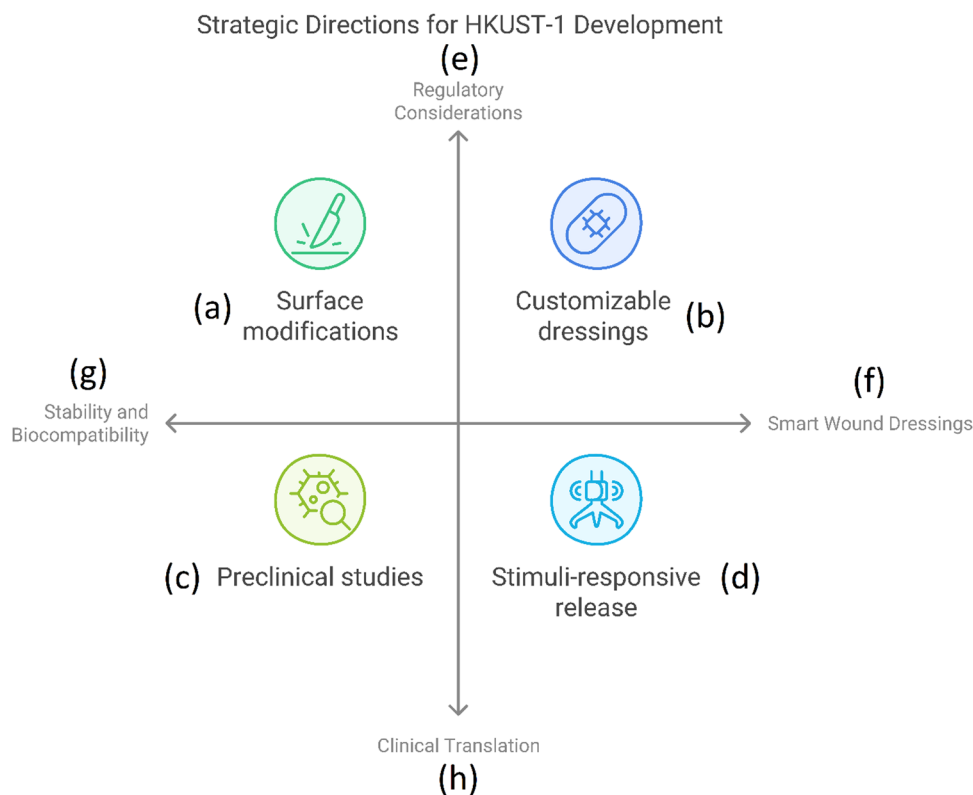 Strategic Directions for HKUST-1 Development
(e)
Regulatory
Considerations
(a)
Surface
modifications
Customizable
dressings
(b)
(g)
Stability and
Biocompatibility
(f)
Smart Wound Dressings
(c)
Preclinical studies
Stimuli-responsive
release
(d)
Clinical Translation
(h)